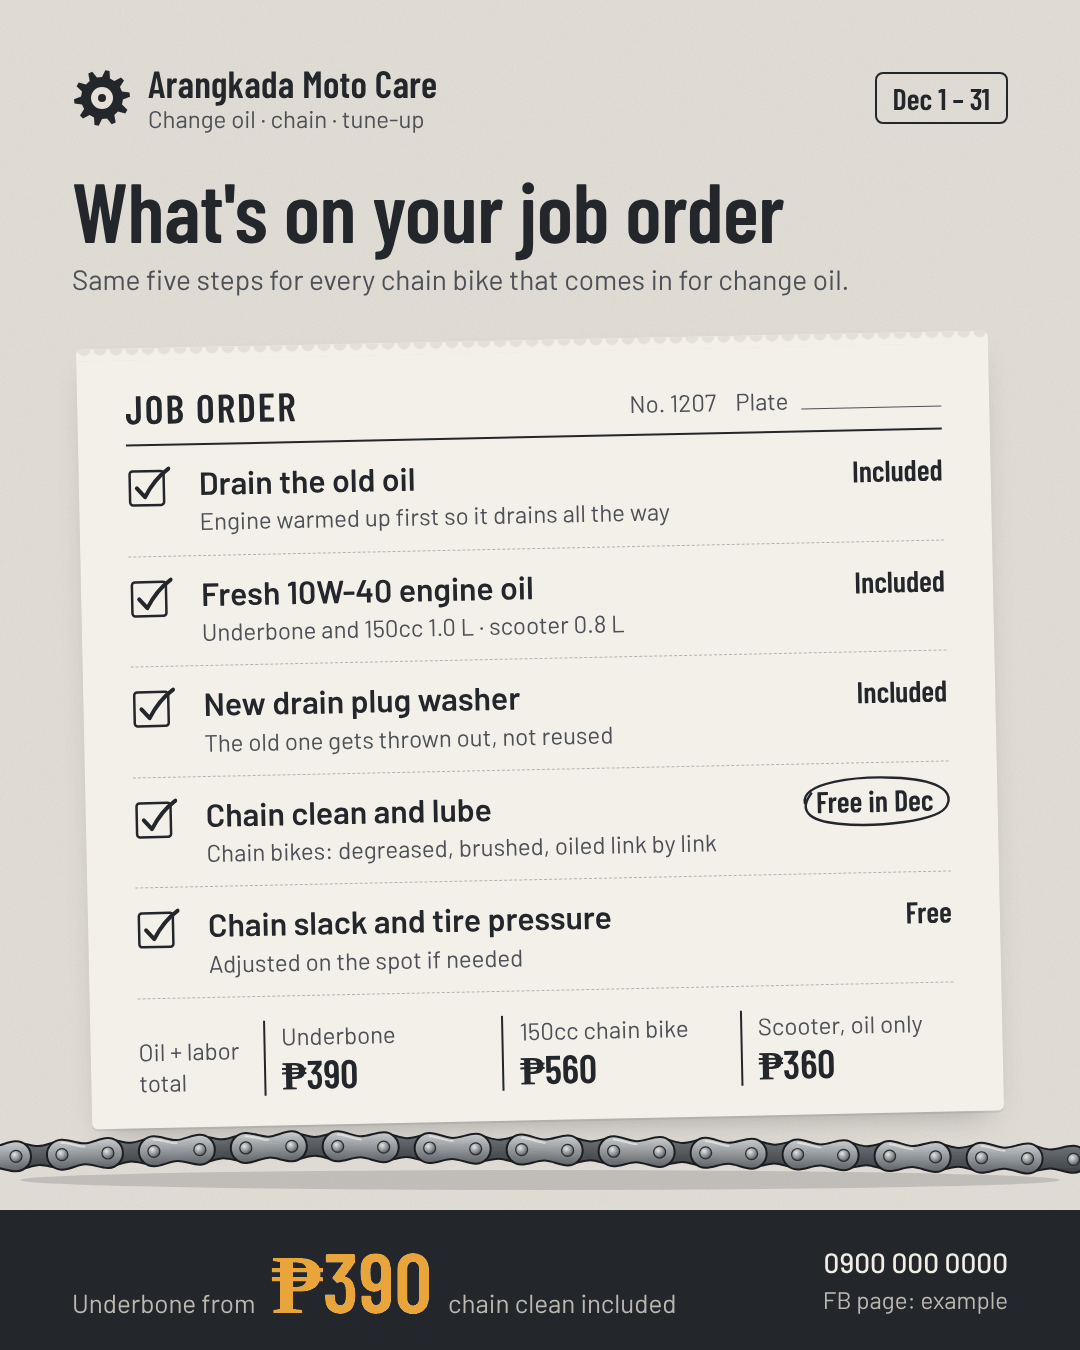 Arangkada Moto Care
Change oil · chain · tune-up
Dec 1 – 31
What's on your job order
Same five steps for every chain bike that comes in for change oil.
JOB ORDER
No. 1207 Plate
Drain the old oil
Included
Engine warmed up first so it drains all the way
Fresh 10W-40 engine oil
Included
Underbone and 150cc 1.0 L · scooter 0.8 L
New drain plug washer
Included
The old one gets thrown out, not reused
Chain clean and lube
Free in Dec
Chain bikes: degreased, brushed, oiled link by link
Chain slack and tire pressure
Free
Adjusted on the spot if needed
Oil + labor
total
Underbone
₱390
150cc chain bike
₱560
Scooter, oil only
₱360
Underbone from ₱390 chain clean included
0900 000 0000
FB page: example